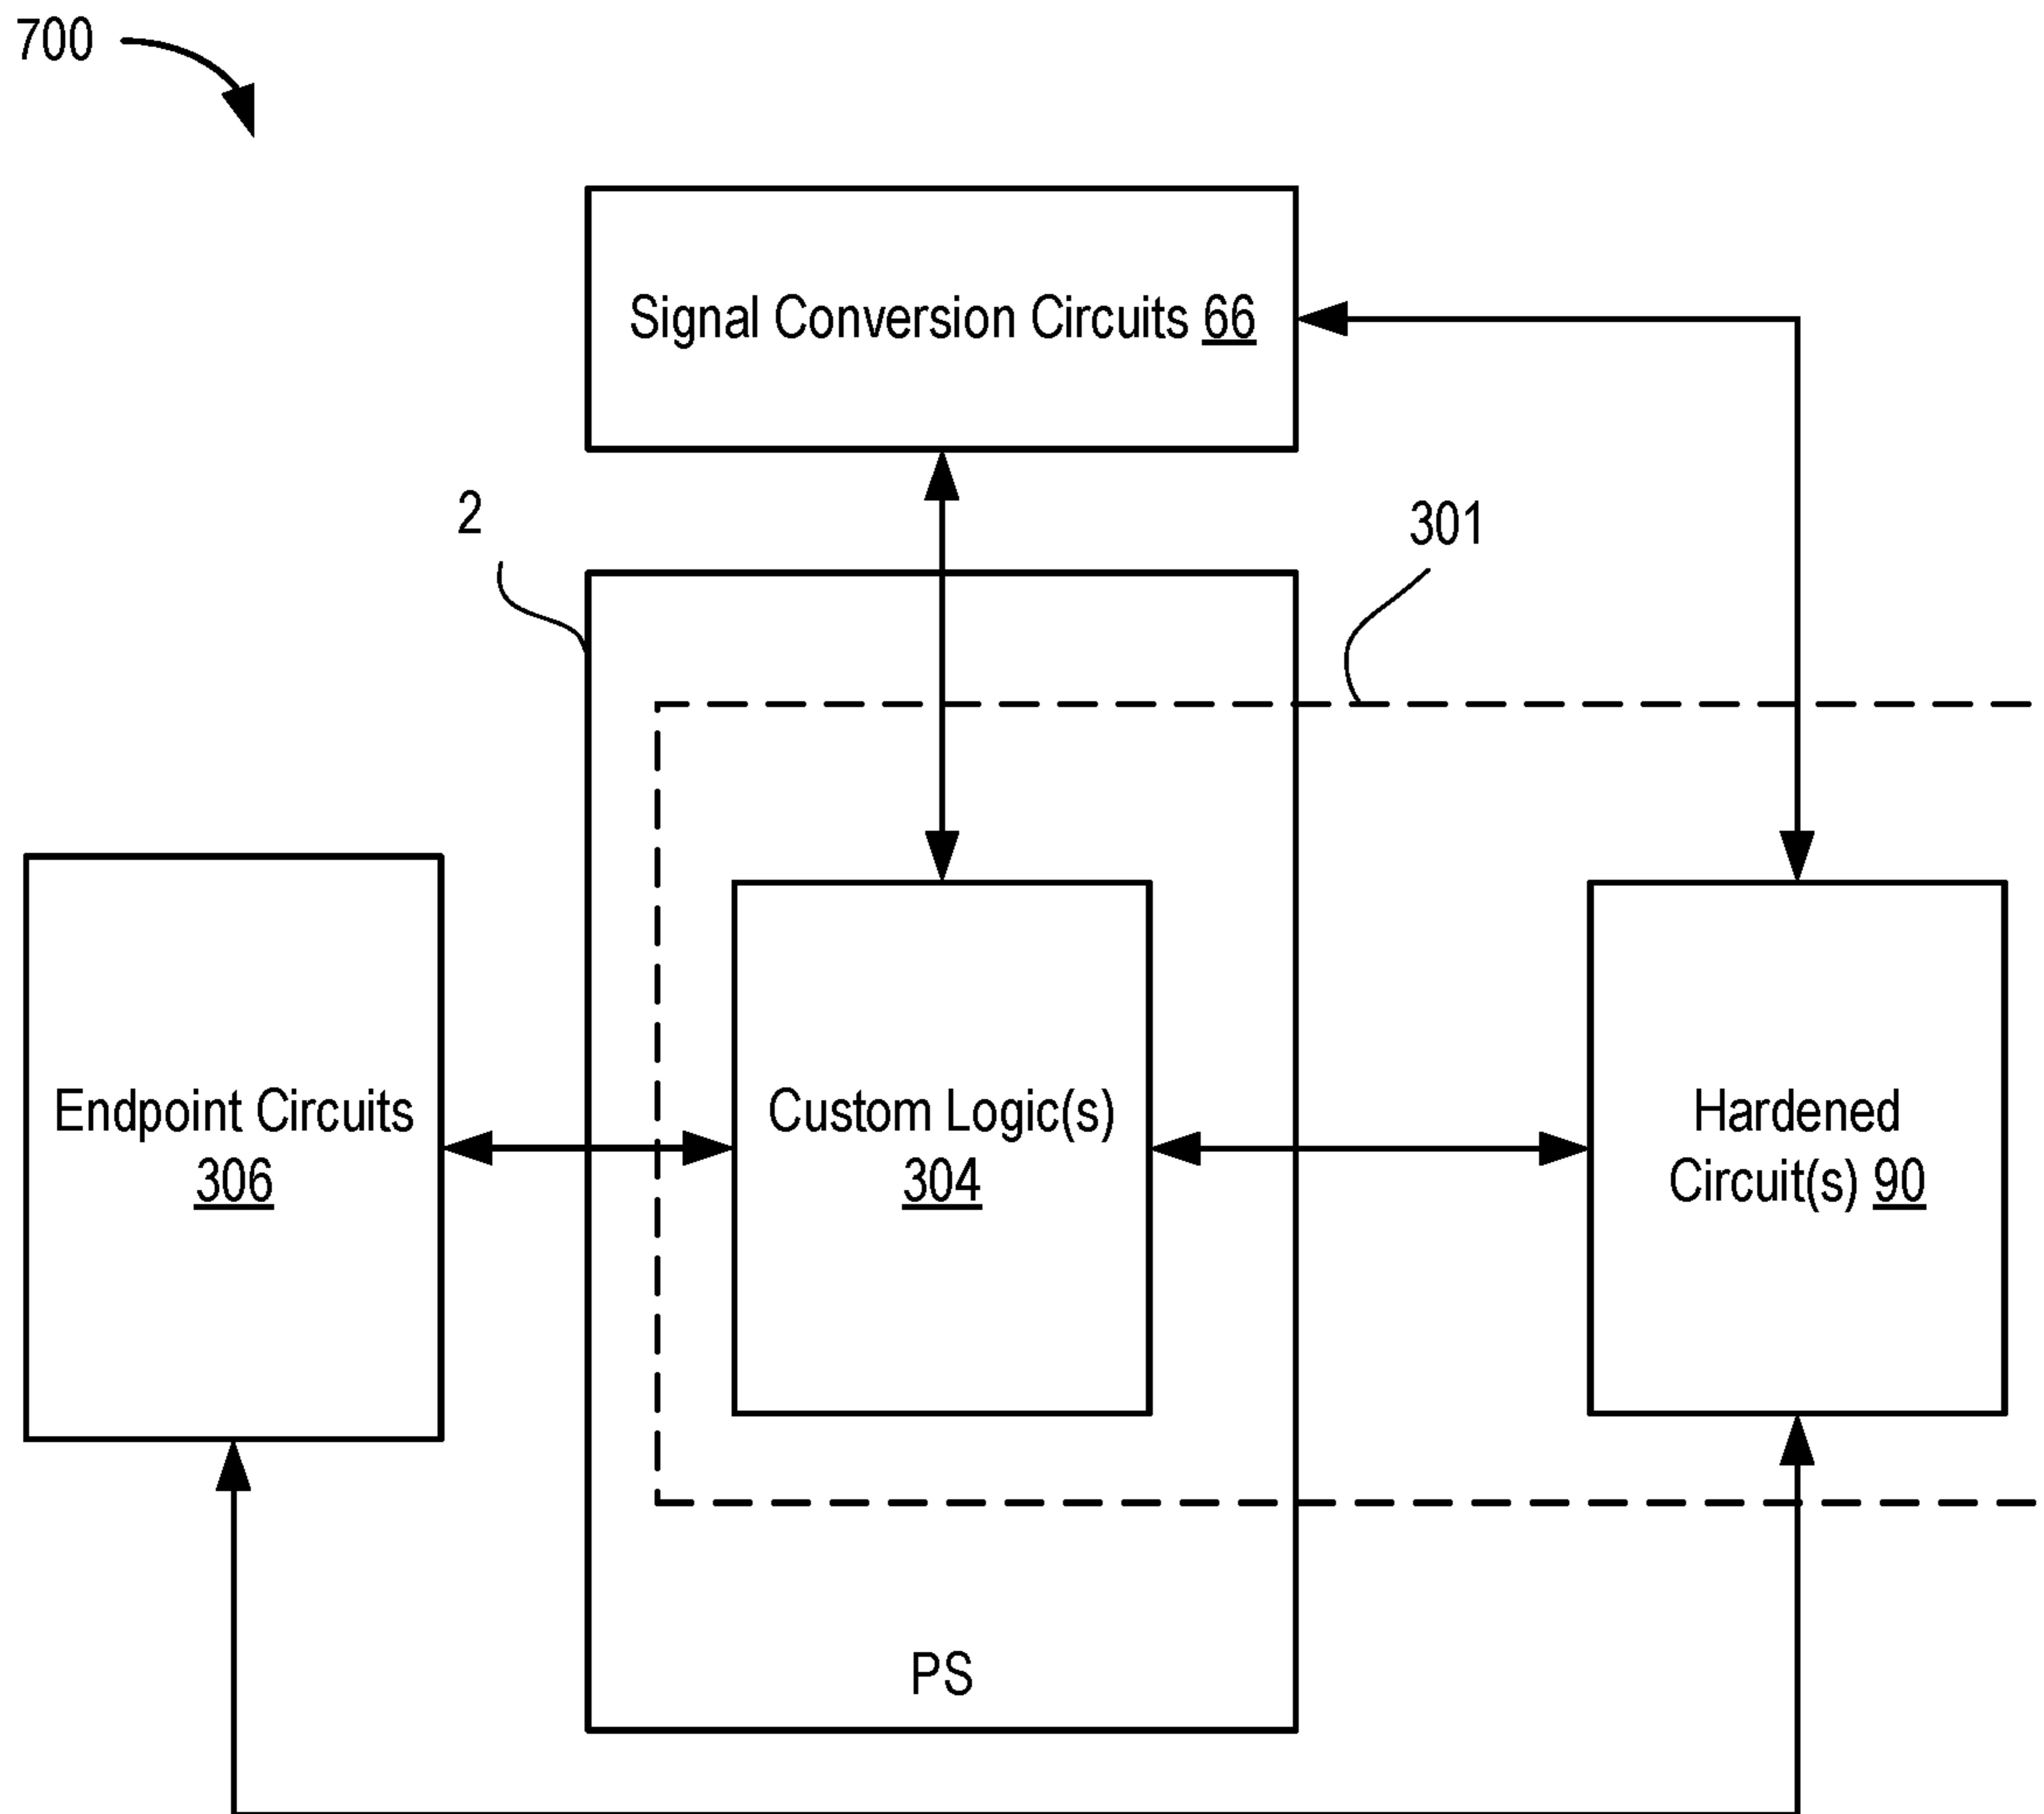 700
Signal Conversion Circuits 66
2
301
Endpoint Circuits
306
Custom Logic(s)
304
Hardened
Circuit(s) 90
PS